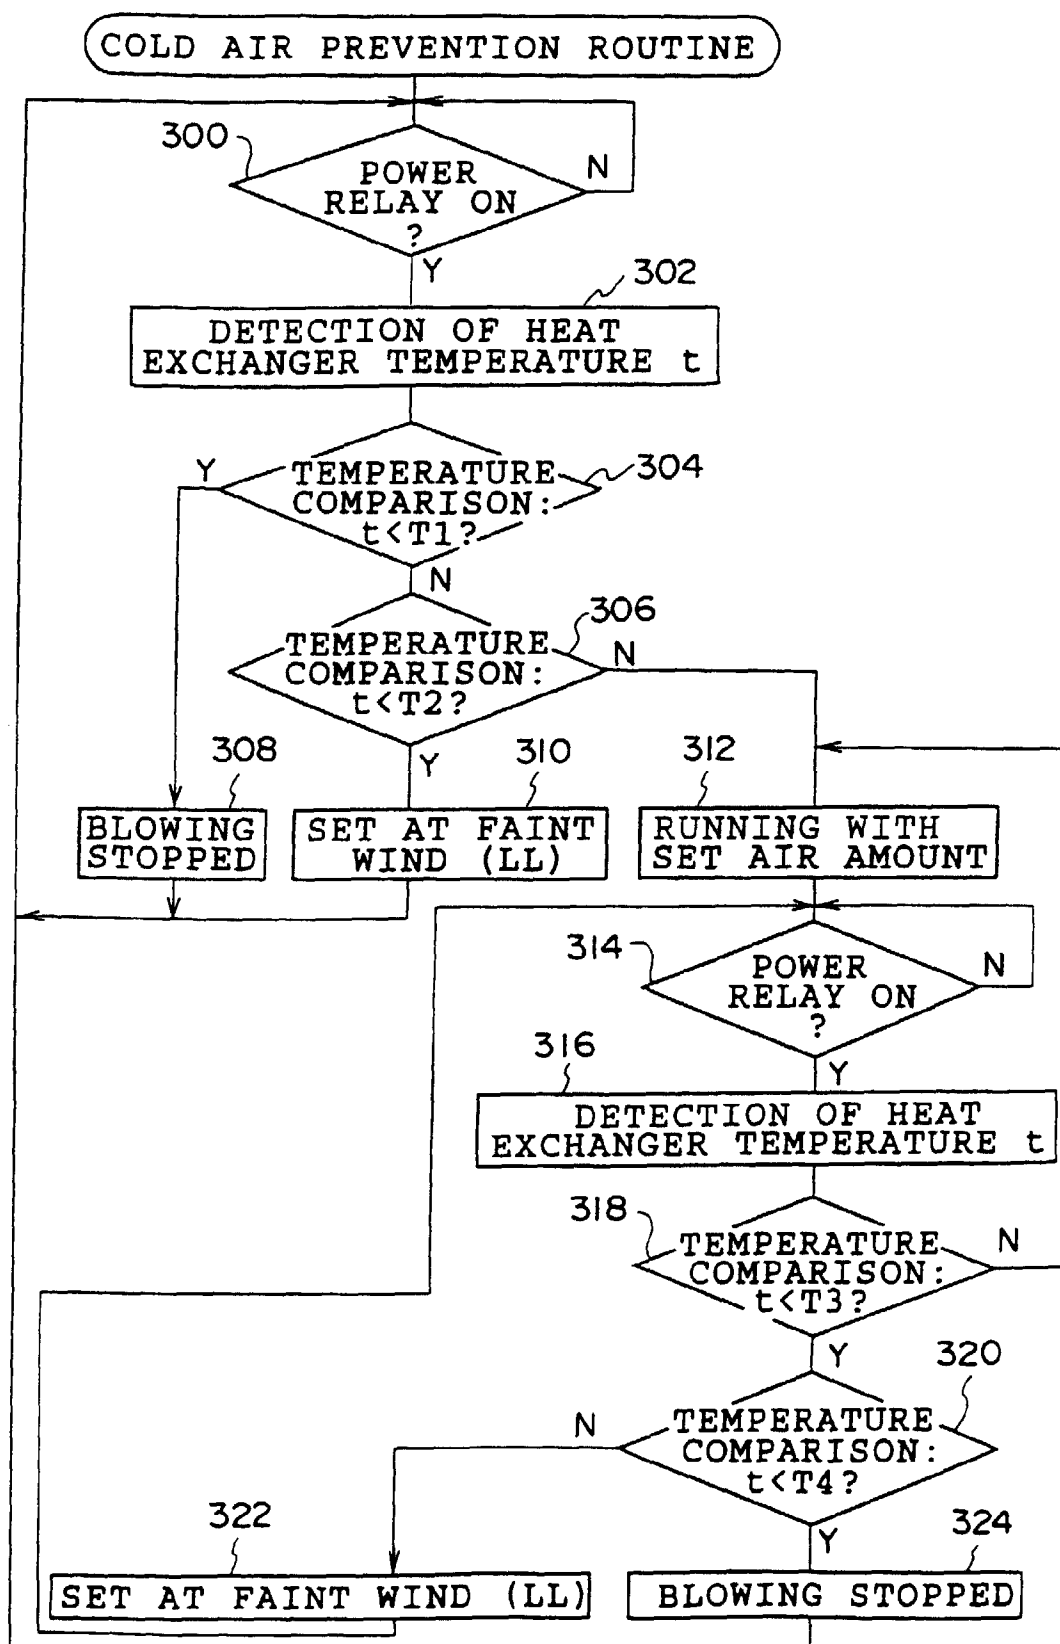 COLD AIR PREVENTION ROUTINE
300
POWER
RELAY ON
?
N
Y
302
DETECTION OF HEAT
EXCHANGER TEMPERATURE t
304
Y
TEMPERATURE
COMPARISON:
t<T1?
N
306
TEMPERATURE
COMPARISON:
t<T2?
N
Y
308
BLOWING
STOPPED
310
SET AT FAINT
WIND (LL)
312
RUNNING WITH
SET AIR AMOUNT
314
POWER
RELAY ON
?
N
Y
316
DETECTION OF HEAT
EXCHANGER TEMPERATURE t
318
TEMPERATURE
COMPARISON:
t<T3?
N
Y
320
TEMPERATURE
COMPARISON:
t<T4?
N
Y
322
SET AT FAINT WIND (LL)
324
BLOWING STOPPED